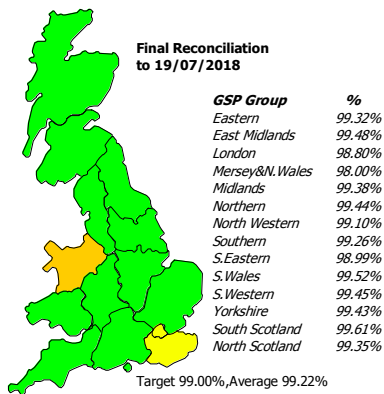 Final Reconciliation
to 19/07/2018
GSP Group %
Eastern 99.32%
East Midlands 99.48%
London 98.80%
Mersey&N.Wales 98.00%
Midlands 99.38%
Northern 99.44%
North Western 99.10%
Southern 99.26%
S.Eastern 98.99%
S.Wales 99.52%
S.Western 99.45%
Yorkshire 99.43%
South Scotland 99.61%
North Scotland 99.35%
Target 99.00%,Average 99.22%